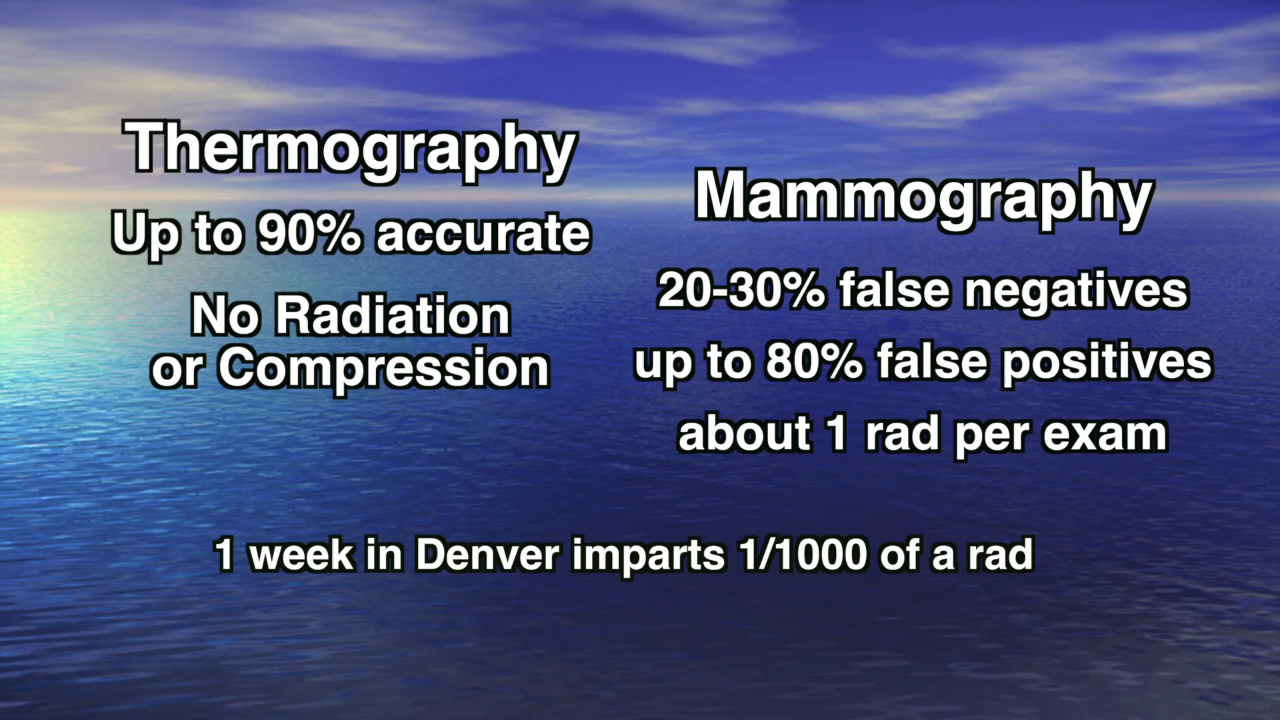 Thermography
Up to 90% accurate
No Radiation
or Compression
Mammography
20-30% false negatives
up to 80% false positives
about 1 rad per exam
1 week in Denver imparts 1/1000 of a rad